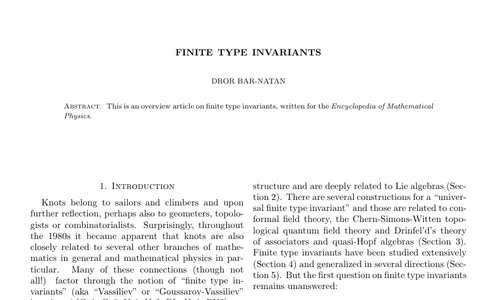 FINITE TYPE INVARIANTS
DROR BAR-NATAN
Abstract. This is an overview article on finite type invariants, written for the Encyclopedia of Mathematical
Physics.
1. Introduction
Knots belong to sailors and climbers and upon
further reflection, perhaps also to geometers, topolo-
gists or combinatorialists. Surprisingly, throughout
the 1980s it became apparent that knots are also
closely related to several other branches of mathe-
matics in general and mathematical physics in par-
ticular. Many of these connections (though not
all!) factor through the notion of “finite type in-
variants” (aka “Vassiliev” or “Goussarov-Vassiliev”
structure and are deeply related to Lie algebras (Sec-
tion 2). There are several constructions for a “univer-
sal finite type invariant” and those are related to con-
formal field theory, the Chern-Simons-Witten topo-
logical quantum field theory and Drinfel'd's theory
of associators and quasi-Hopf algebras (Section 3).
Finite type invariants have been studied extensively
(Section 4) and generalized in several directions (Sec-
tion 5). But the first question on finite type invariants
remains unanswered: